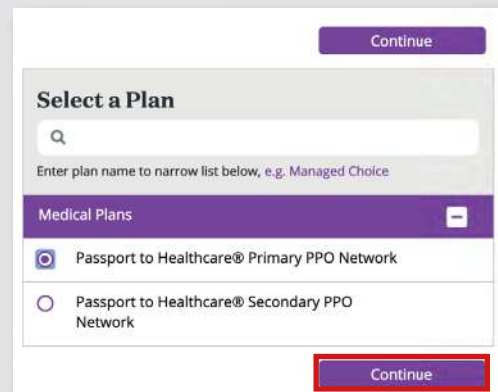 Continue
Select a Plan
Enter plan name to narrow list below, e.g. Managed Choice
Medical Plans
Passport to Healthcare® Primary PPO Network
Passport to Healthcare® Secondary PPO
Network
Continue